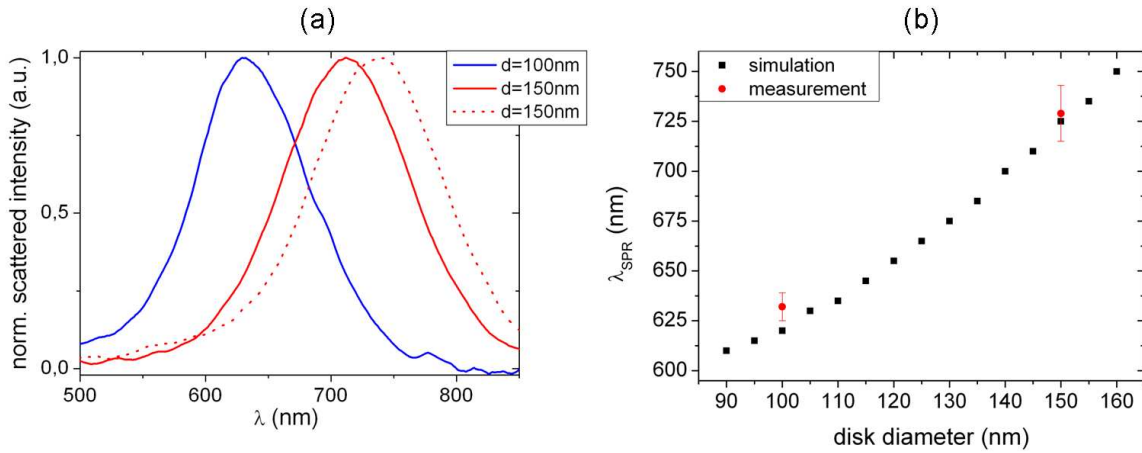 (a)
norm. scattered intensity (a.u.)
1.0
0.5
0.0
500
600
700
800
λ (nm)
d=100nm
d=150nm
d=150nm
(b)
λSPR (nm)
750
725
700
675
650
625
600
90
100
110
120
130
140
150
160
disk diameter (nm)
simulation
measurement